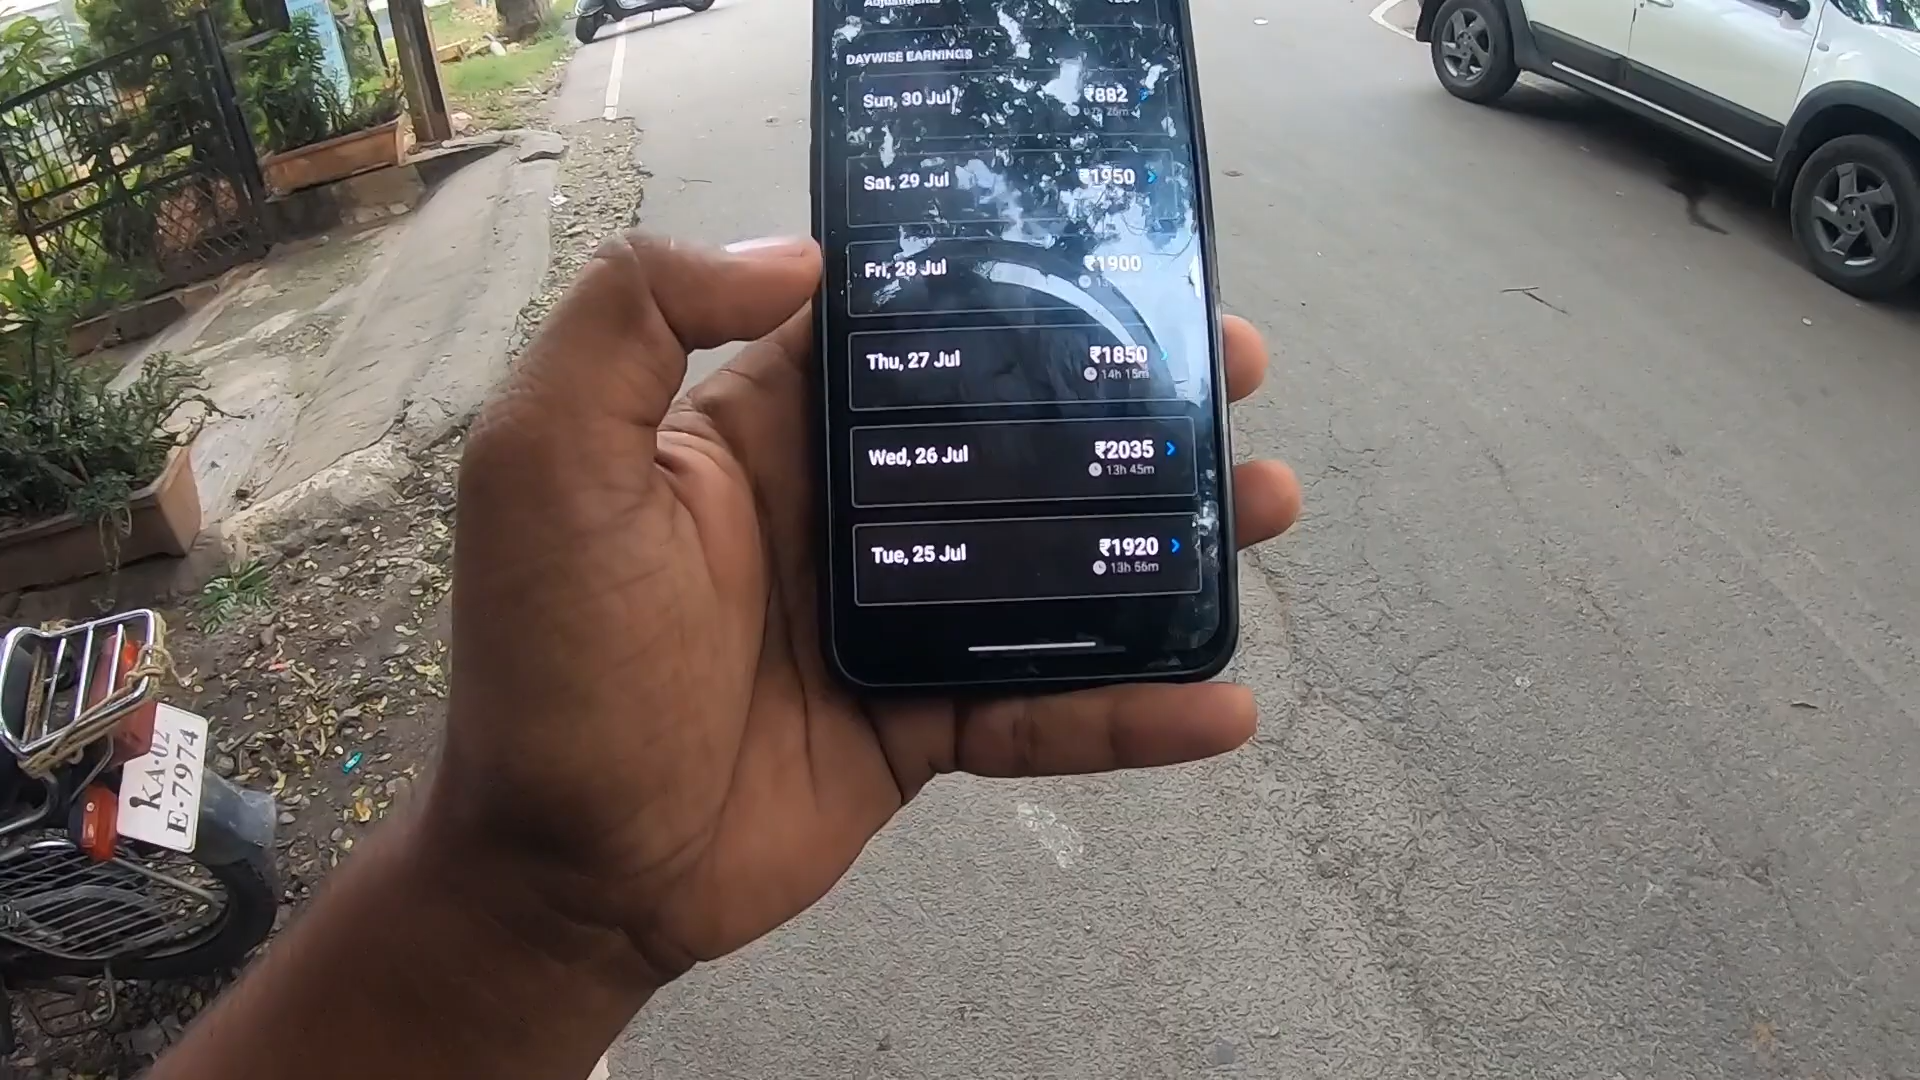 Adjustments
DAYWISE EARNINGS
Sun, 30 Jul
₹882
Sat, 29 Jul
₹1950
Fri, 28 Jul
₹1900
Thu, 27 Jul
₹1850
14h 15m
Wed, 26 Jul
₹2035
13h 45m
Tue, 25 Jul
₹1920
13h 56m
KA-02
E-7974